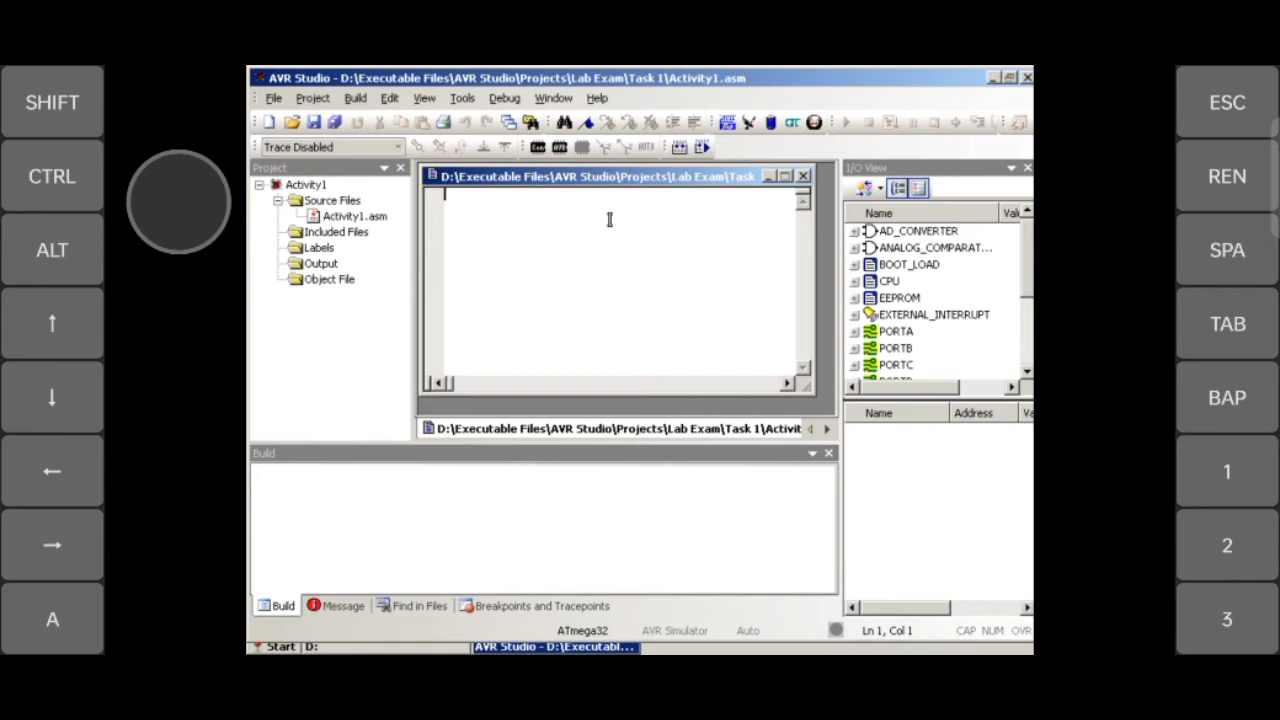 SHIFT
CTRL
ALT
↑
↓
←
→
A
AVR Studio - D:\Executable Files\AVR Studio\Projects\Lab Exam\Task 1\Activity1.asm
File Project Build Edit View Tools Debug Window Help
Trace Disabled
AUTO
Project
Activity1
Source Files
Activity1.asm
Included Files
Labels
Output
Object File
D:\Executable Files\AVR Studio\Projects\Lab Exam\Task
D:\Executable Files\AVR Studio\Projects\Lab Exam\Task 1\Activit
I/O View
Name Valu
AD_CONVERTER
ANALOG_COMPARAT...
BOOT_LOAD
CPU
EEPROM
EXTERNAL_INTERRUPT
PORTA
PORTB
PORTC
Name Address Va
Build
Build Message Find in Files Breakpoints and Tracepoints
ATmega32 AVR Simulator Auto Ln 1, Col 1 CAP NUM OVR
Start D: AVR Studio - D:\Executabl...
ESC
REN
SPA
TAB
BAP
1
2
3